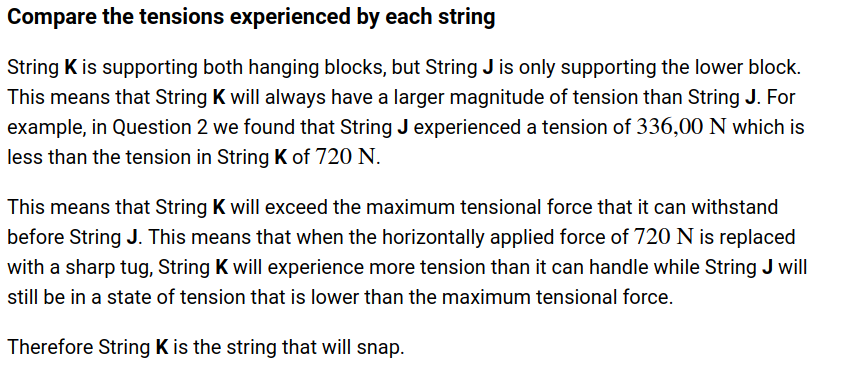 Compare the tensions experienced by each string
String K is supporting both hanging blocks, but String J is only supporting the lower block.
This means that String K will always have a larger magnitude of tension than String J. For
example, in Question 2 we found that String J experienced a tension of 336,00 N which is
less than the tension in String K of 720 N.
This means that String K will exceed the maximum tensional force that it can withstand
before String J. This means that when the horizontally applied force of 720 N is replaced
with a sharp tug, String K will experience more tension than it can handle while String J will
still be in a state of tension that is lower than the maximum tensional force.
Therefore String K is the string that will snap.